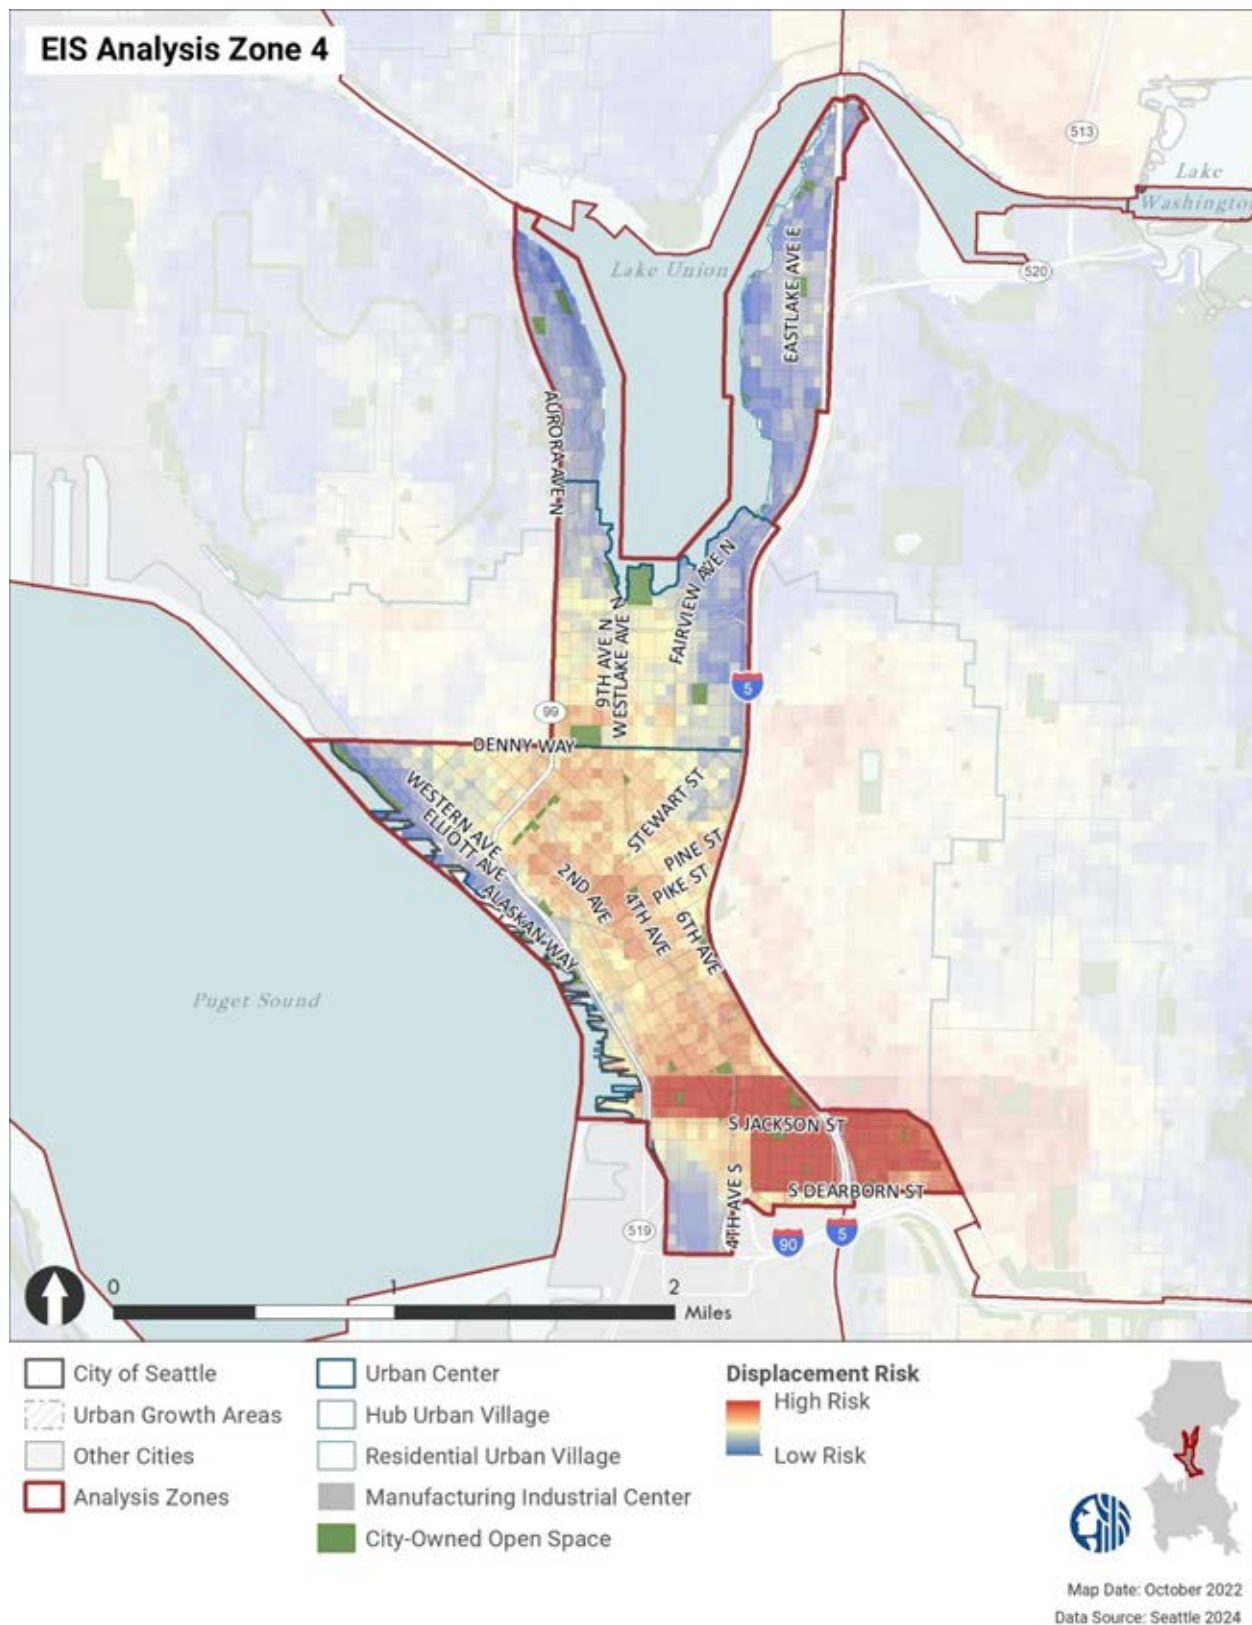 EIS Analysis Zone 4
513
Lake
Washington
Lake Union
520
EASTLAKE AVE E
AURORA AVE N
FAIRVIEW AVE N
9TH AVE N
WESTLAKE AVE N
5
99
DENNY WAY
WESTERN AVE
ELLIOTT AVE
STEWART ST
PINE ST
PIKE ST
2ND AVE
4TH AVE
6TH AVE
ALASKAN WAY
Puget Sound
S JACKSON ST
S DEARBORN ST
4TH AVE S
519
90
5
0 1 2
Miles
City of Seattle
Urban Growth Areas
Other Cities
Analysis Zones
Urban Center
Hub Urban Village
Residential Urban Village
Manufacturing Industrial Center
City-Owned Open Space
Displacement Risk
High Risk
Low Risk
Map Date: October 2022
Data Source: Seattle 2024